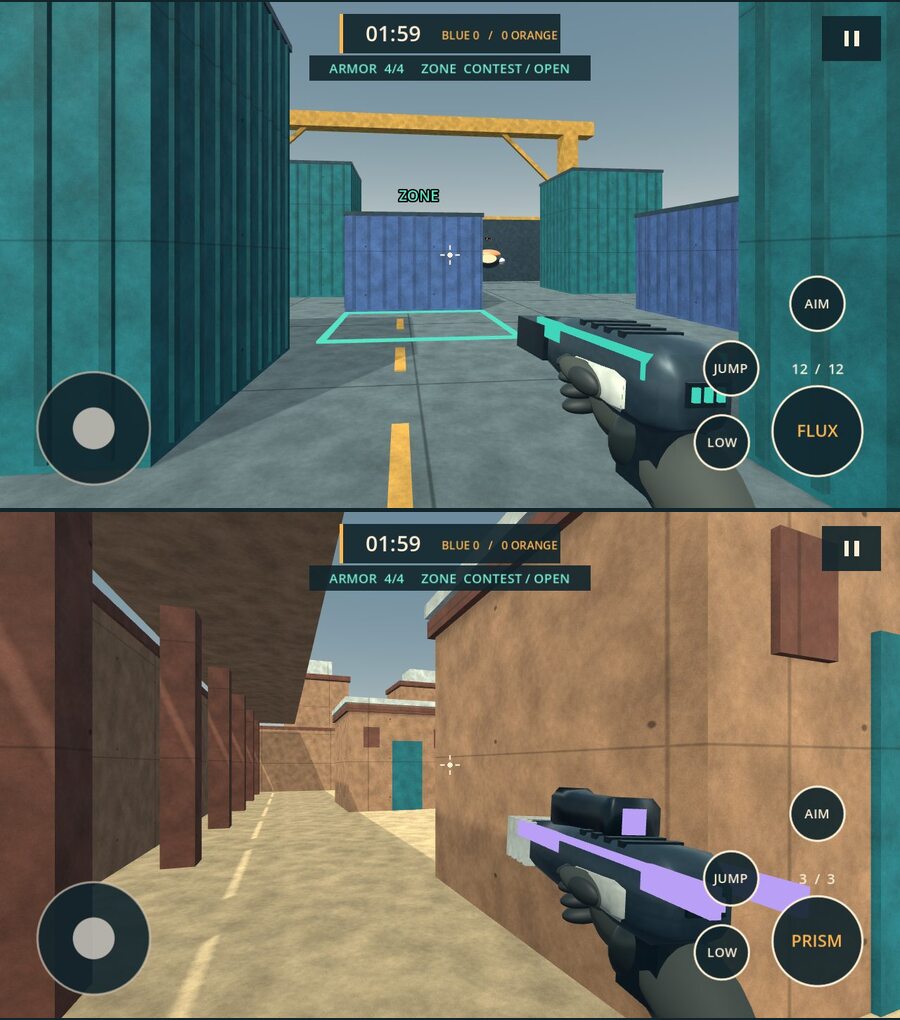 01:59 BLUE 0 / 0 ORANGE
ARMOR 4/4 ZONE CONTEST / OPEN
ZONE
AIM
JUMP
12 / 12
FLUX
LOW
01:59 BLUE 0 / 0 ORANGE
ARMOR 4/4 ZONE CONTEST / OPEN
AIM
JUMP
3 / 3
PRISM
LOW